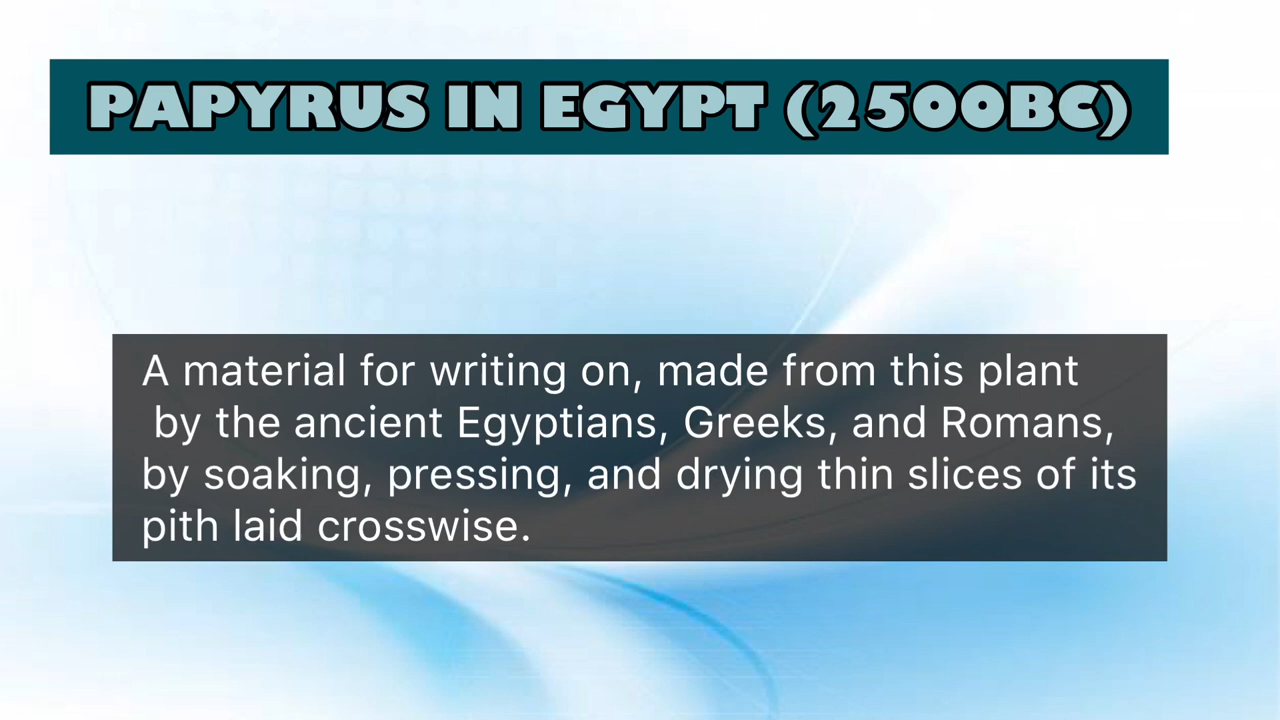 PAPYRUS IN EGYPT (2500BC)
A material for writing on, made from this plant
by the ancient Egyptians, Greeks, and Romans,
by soaking, pressing, and drying thin slices of its
pith laid crosswise.